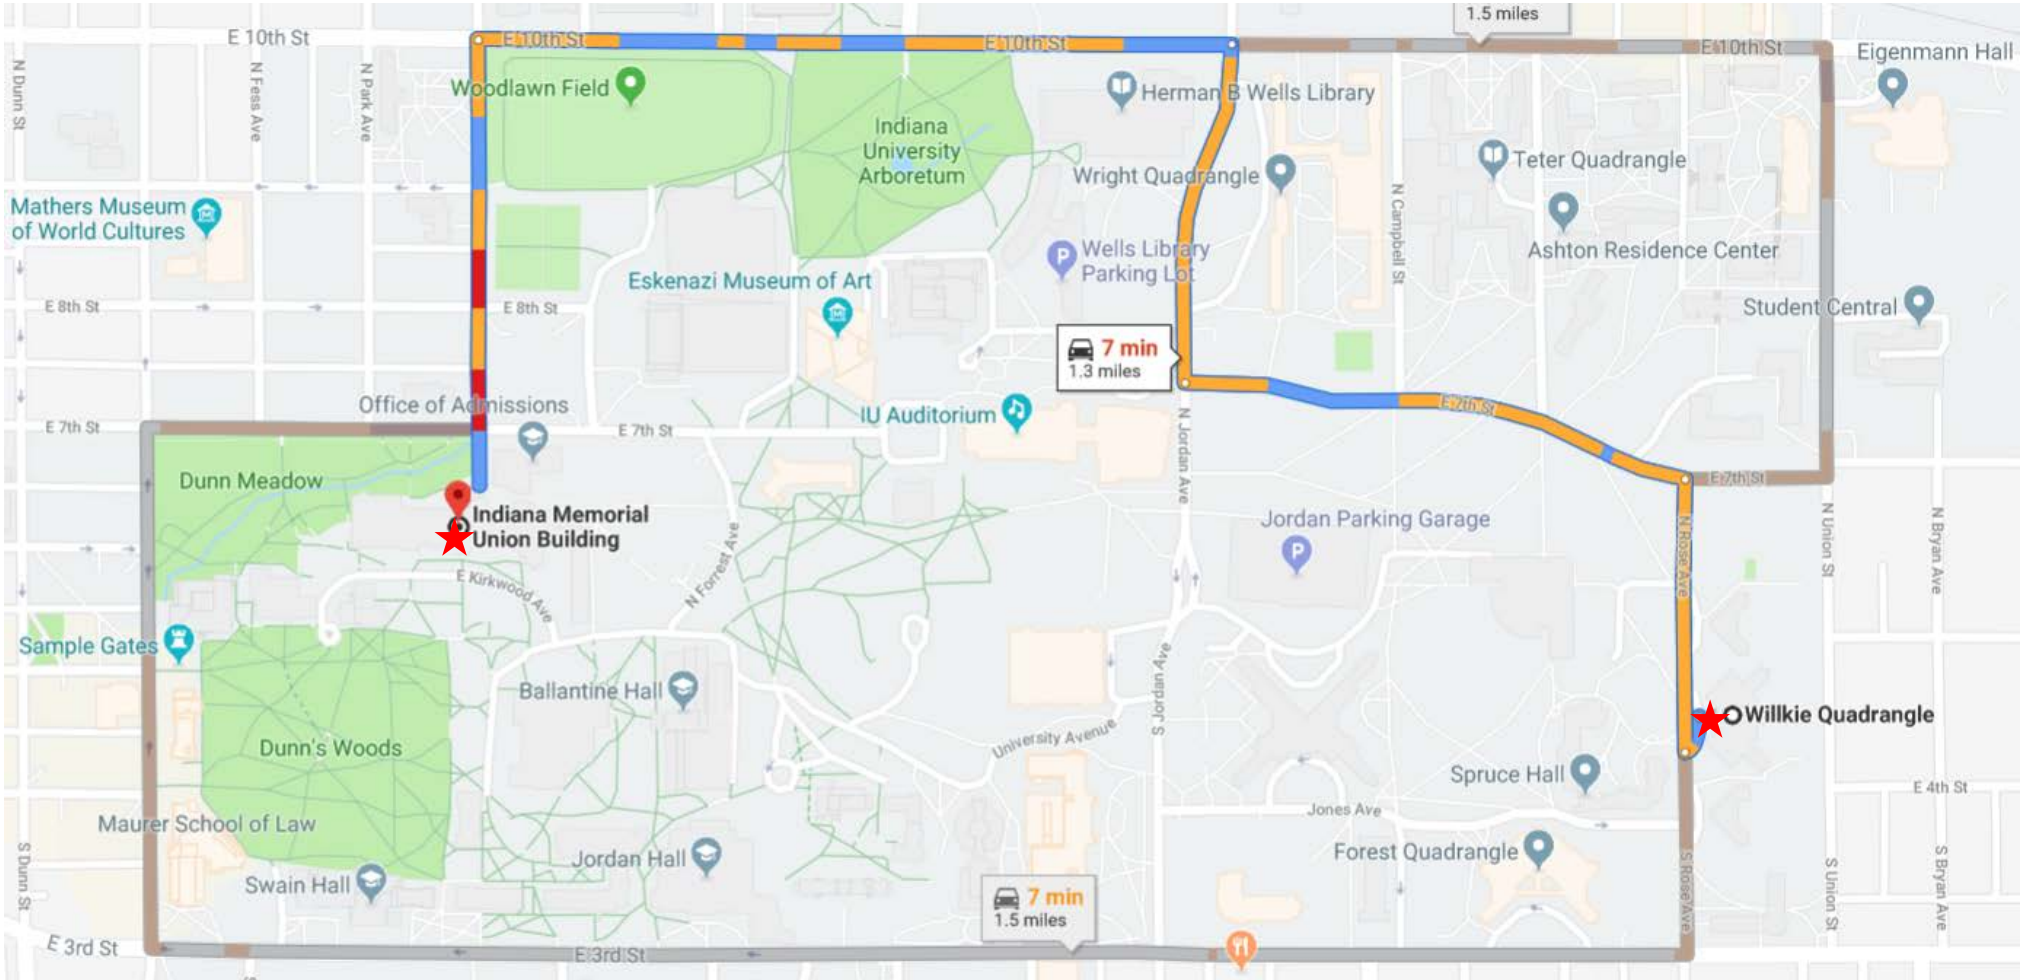 1.5 miles
E 10th St
E 10th St
E 10th St
E 10th St
Eigenmann Hall
N Dunn St
N Fess Ave
N Park Ave
Woodlawn Field
Herman B Wells Library
Indiana
University
Arboretum
Wright Quadrangle
Teter Quadrangle
N Campbell St
Mathers Museum
of World Cultures
Ashton Residence Center
Wells Library
Parking Lot
P
Eskenazi Museum of Art
E 8th St
E 8th St
Student Central
7 min
1.3 miles
Office of Admissions
IU Auditorium
E 7th St
E 7th St
E 7th St
N Jordan Ave
Dunn Meadow
E 7th St
Indiana Memorial
Union Building
Jordan Parking Garage
P
N Rose Ave
N Union St
N Bryan Ave
E Kirkwood Ave
N Forrest Ave
Sample Gates
S Jordan Ave
Ballantine Hall
University Avenue
Willkie Quadrangle
Dunn's Woods
Spruce Hall
E 4th St
Jones Ave
Maurer School of Law
Jordan Hall
Forest Quadrangle
Swain Hall
S Dunn St
S Rose Ave
S Union St
S Bryan Ave
7 min
1.5 miles
E 3rd St
E 3rd St